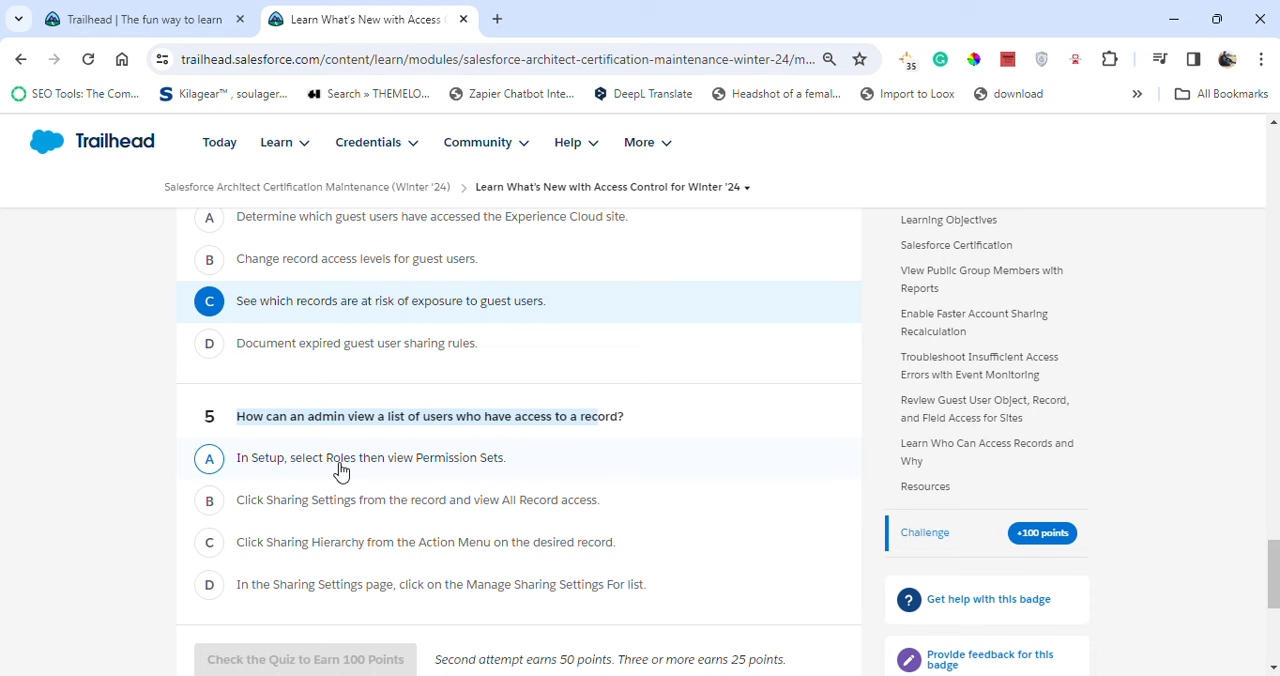 Trailhead | The fun way to learn
Learn What's New with Access
trailhead.salesforce.com/content/learn/modules/salesforce-architect-certification-maintenance-winter-24/m...
35
SEO Tools: The Com...
Kilagear™, soulager...
Search » THEMELO...
Zapier Chatbot Inte...
DeepL Translate
Headshot of a femal...
Import to Loox
download
»
All Bookmarks
Trailhead
Today
Learn
Credentials
Community
Help
More
Salesforce Architect Certification Maintenance (Winter '24)
Learn What's New with Access Control for Winter '24
A Determine which guest users have accessed the Experience Cloud site.
B Change record access levels for guest users.
C See which records are at risk of exposure to guest users.
D Document expired guest user sharing rules.
5 How can an admin view a list of users who have access to a record?
A In Setup, select Roles then view Permission Sets.
B Click Sharing Settings from the record and view All Record access.
C Click Sharing Hierarchy from the Action Menu on the desired record.
D In the Sharing Settings page, click on the Manage Sharing Settings For list.
Check the Quiz to Earn 100 Points
Second attempt earns 50 points. Three or more earns 25 points.
Learning Objectives
Salesforce Certification
View Public Group Members with
Reports
Enable Faster Account Sharing
Recalculation
Troubleshoot Insufficient Access
Errors with Event Monitoring
Review Guest User Object, Record,
and Field Access for Sites
Learn Who Can Access Records and
Why
Resources
Challenge
+100 points
? Get help with this badge
Provide feedback for this
badge